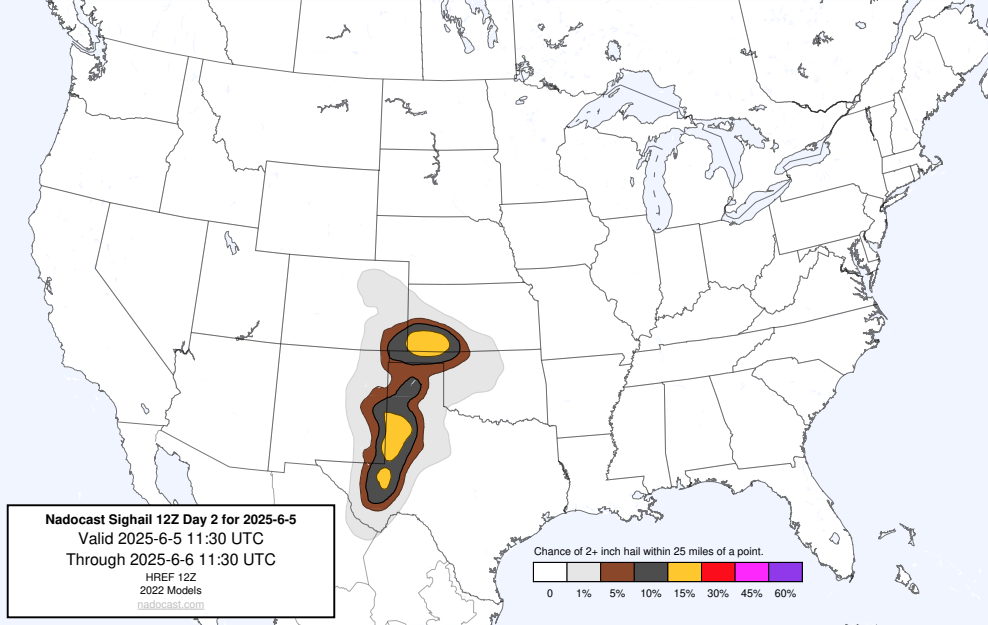 Nadocast Sighail 12Z Day 2 for 2025-6-5
Valid 2025-6-5 11:30 UTC
Through 2025-6-6 11:30 UTC
HREF 12Z
2022 Models
nadocast.com
Chance of 2+ inch hail within 25 miles of a point.
0 1% 5% 10% 15% 30% 45% 60%